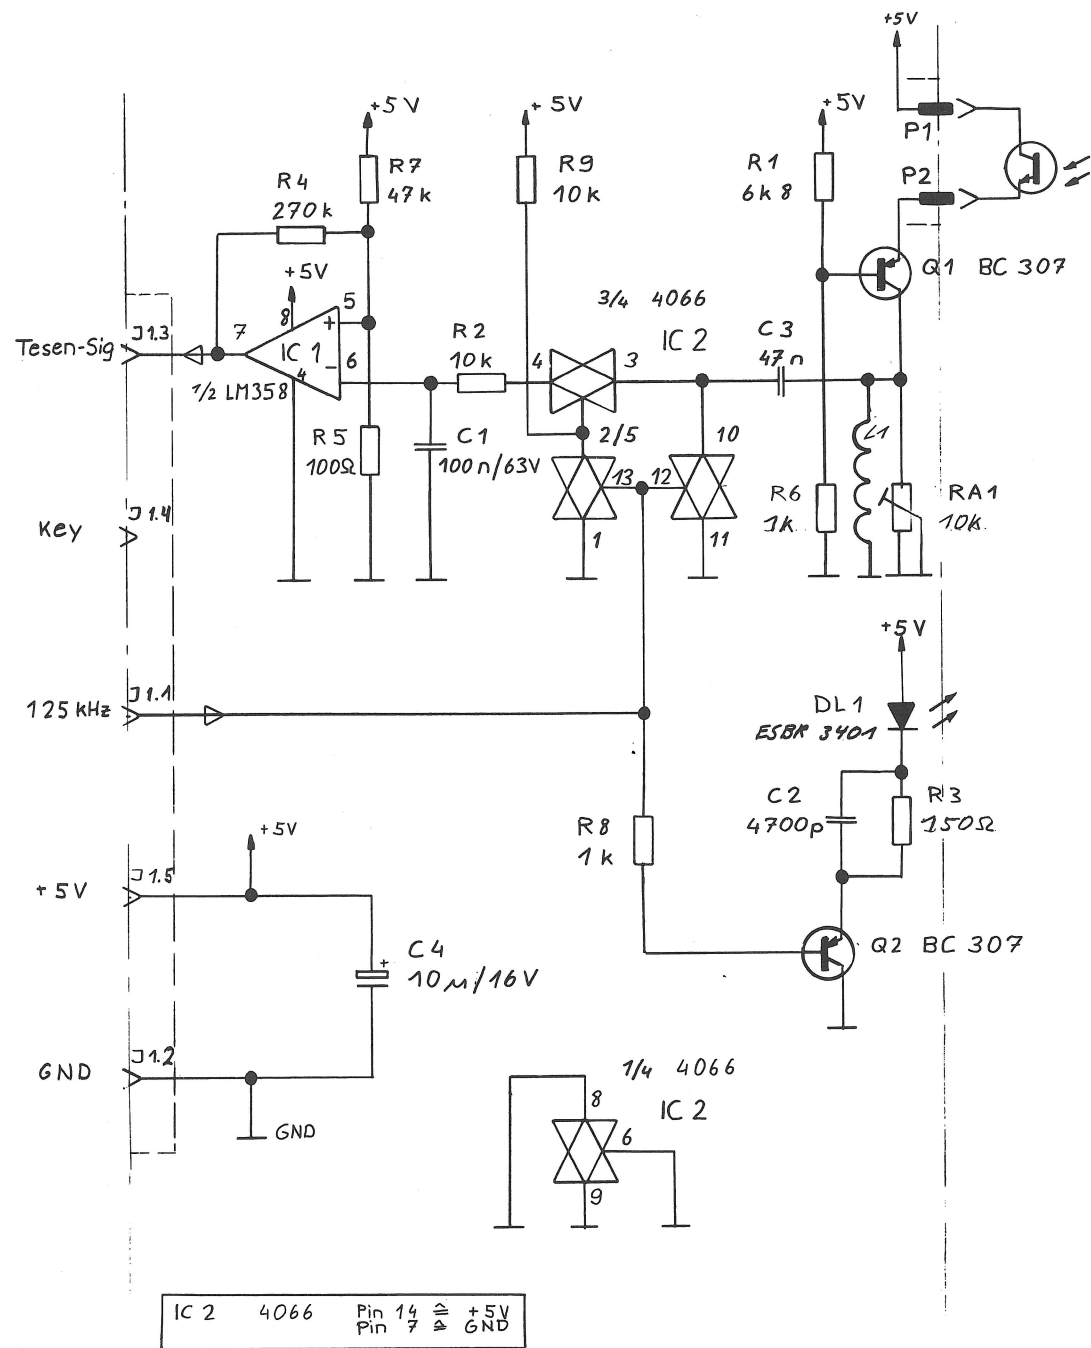 +5V
P1
P2
Q1 BC 307
+5V
R1
6k8
+5V
R9
10k
+5V
R7
47k
R4
270k
+5V
8
7
5
+
IC 1
6
-
4
1/2 LM358
J1.3
Tesen-Sig
R2
10k
3/4 4066
IC 2
4
3
C3
47n
2/5
10
13
12
1
11
R5
100Ω
C1
100n/63V
R6
1k
L1
RA1
10k
J1.4
Key
J1.1
125 kHz
+5V
DL1
ESBR 3401
C2
4700p
R3
150Ω
R8
1k
Q2 BC 307
+5V
J1.5
+5V
+
C4
10µ/16V
J1.2
GND
GND
1/4 4066
IC 2
8
6
9
IC 2 4066 Pin 14 ≙ +5V
Pin 7 ≙ GND